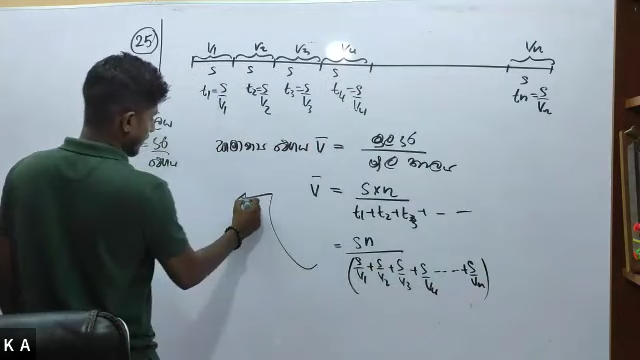 25
V₁ V₂ V₃ V₄ Vₙ
S S S S S
t₁ = S/V₁ t₂ = S/V₂ t₃ = S/V₃ t₄ = S/V₄ tₙ = S/Vₙ
V̄ = මුළු දුර / මුළු කාලය
V̄ = S×n / t₁+t₂+t₃+ - -
= Sn / (S/V₁ + S/V₂ + S/V₃ + S/V₄ --- + S/Vₙ)
K A